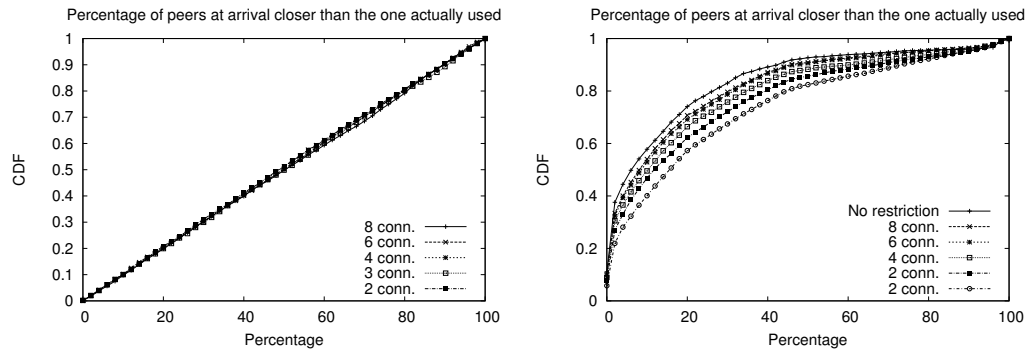 Percentage of peers at arrival closer than the one actually used
1
0.9
0.8
0.7
0.6
0.5
0.4
0.3
0.2
0.1
0
CDF
8 conn.
6 conn.
4 conn.
3 conn.
2 conn.
0 20 40 60 80 100
Percentage
Percentage of peers at arrival closer than the one actually used
1
0.8
0.6
0.4
0.2
0
CDF
No restriction
8 conn.
6 conn.
4 conn.
2 conn.
2 conn.
0 20 40 60 80 100
Percentage